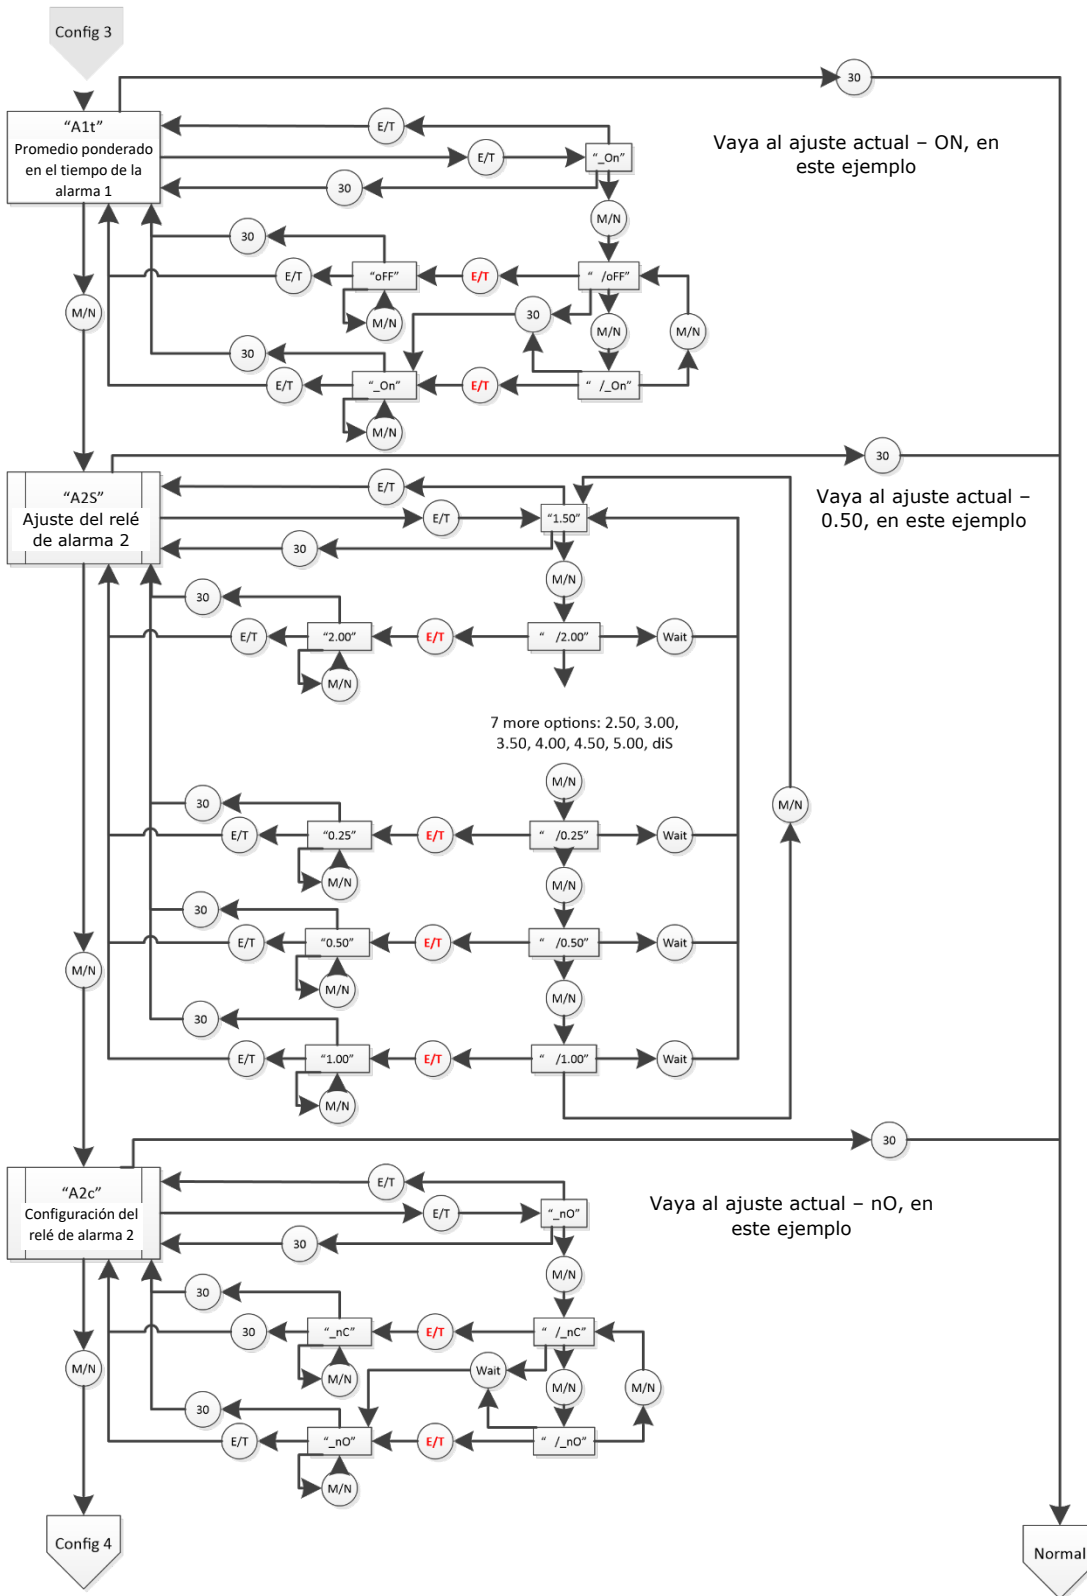 Config 3
30
“A1t”
Promedio ponderado
en el tiempo de la
alarma 1
E/T
E/T
“_On”
30
Vaya al ajuste actual – ON, en
este ejemplo
M/N
30
E/T
“oFF”
E/T
“ /oFF”
M/N
M/N
30
M/N
M/N
30
E/T
“_On”
E/T
“ /_On”
M/N
30
“A2S”
Ajuste del relé
de alarma 2
E/T
E/T
“1.50”
30
Vaya al ajuste actual –
0.50, en este ejemplo
M/N
30
E/T
“2.00”
E/T
“ /2.00”
Wait
M/N
7 more options: 2.50, 3.00,
3.50, 4.00, 4.50, 5.00, diS
M/N
M/N
30
E/T
“0.25”
E/T
“ /0.25”
Wait
M/N
M/N
30
E/T
“0.50”
E/T
“ /0.50”
Wait
M/N
M/N
M/N
30
E/T
“1.00”
E/T
“ /1.00”
Wait
M/N
30
“A2c”
Configuración del
relé de alarma 2
E/T
E/T
“_nO”
30
Vaya al ajuste actual – nO, en
este ejemplo
M/N
30
30
“_nC”
E/T
“ /_nC”
M/N
M/N
Wait
M/N
M/N
30
E/T
“_nO”
E/T
“ /_nO”
M/N
Config 4
Normal